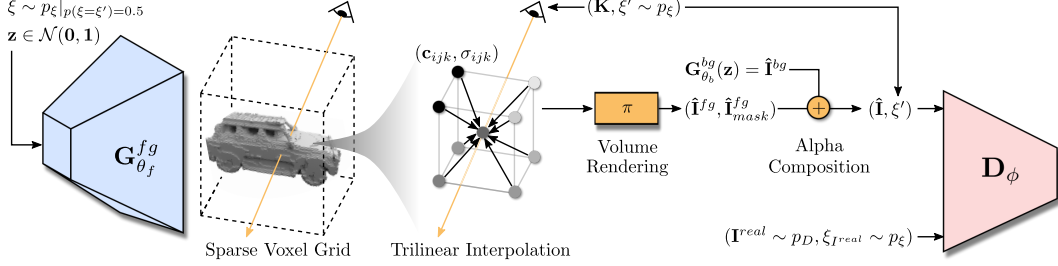 ξ ∼ p_ξ|_{p(ξ=ξ′)=0.5}
z ∈ 𝒩(0, 1)
G^{fg}_{θ_f}
Sparse Voxel Grid
(c_{ijk}, σ_{ijk})
Trilinear Interpolation
(K, ξ′ ∼ p_ξ)
π
Volume
Rendering
G^{bg}_{θ_b}(z) = Î^{bg}
(Î^{fg}, Î^{fg}_{mask})
+
Alpha
Composition
(Î, ξ′)
D_ϕ
(I^{real} ∼ p_D, ξ_{I^{real}} ∼ p_ξ)